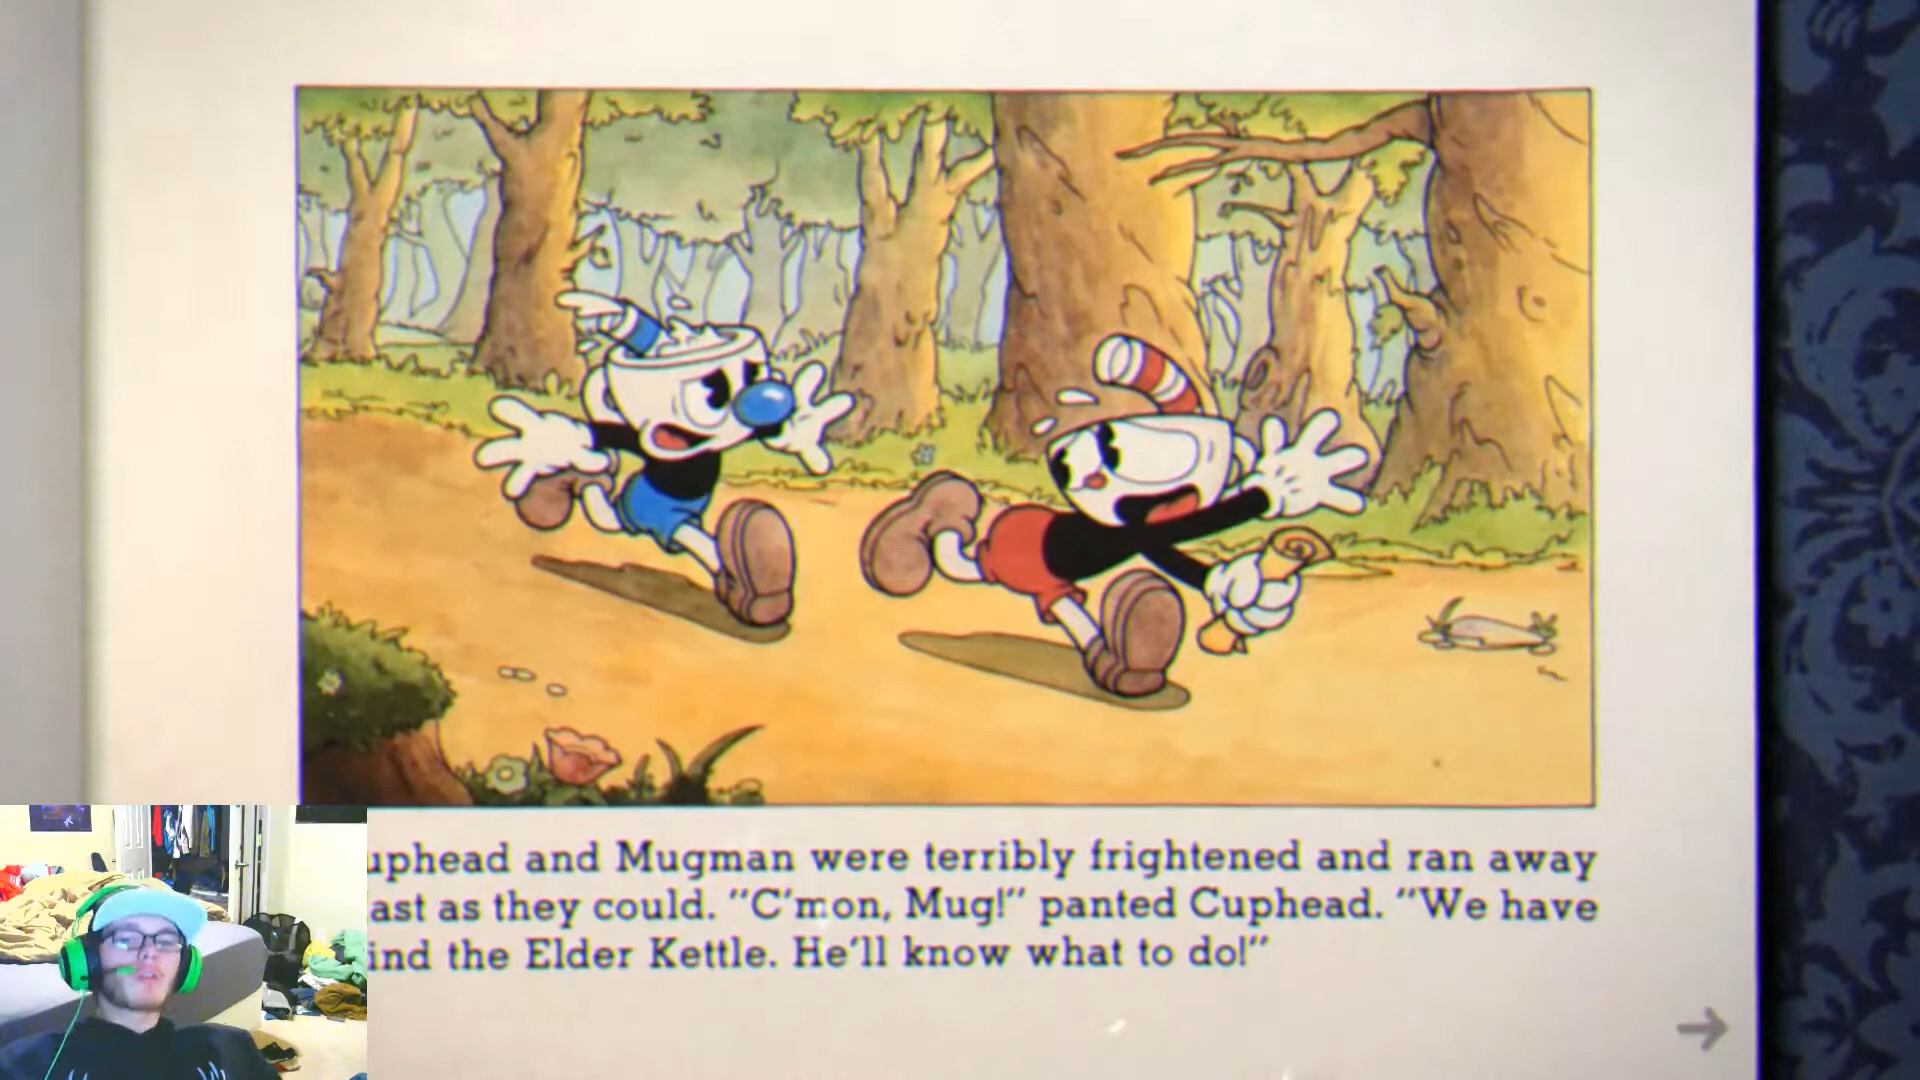 uphead and Mugman were terribly frightened and ran away
ast as they could. “C’mon, Mug!” panted Cuphead. “We have
ind the Elder Kettle. He’ll know what to do!”